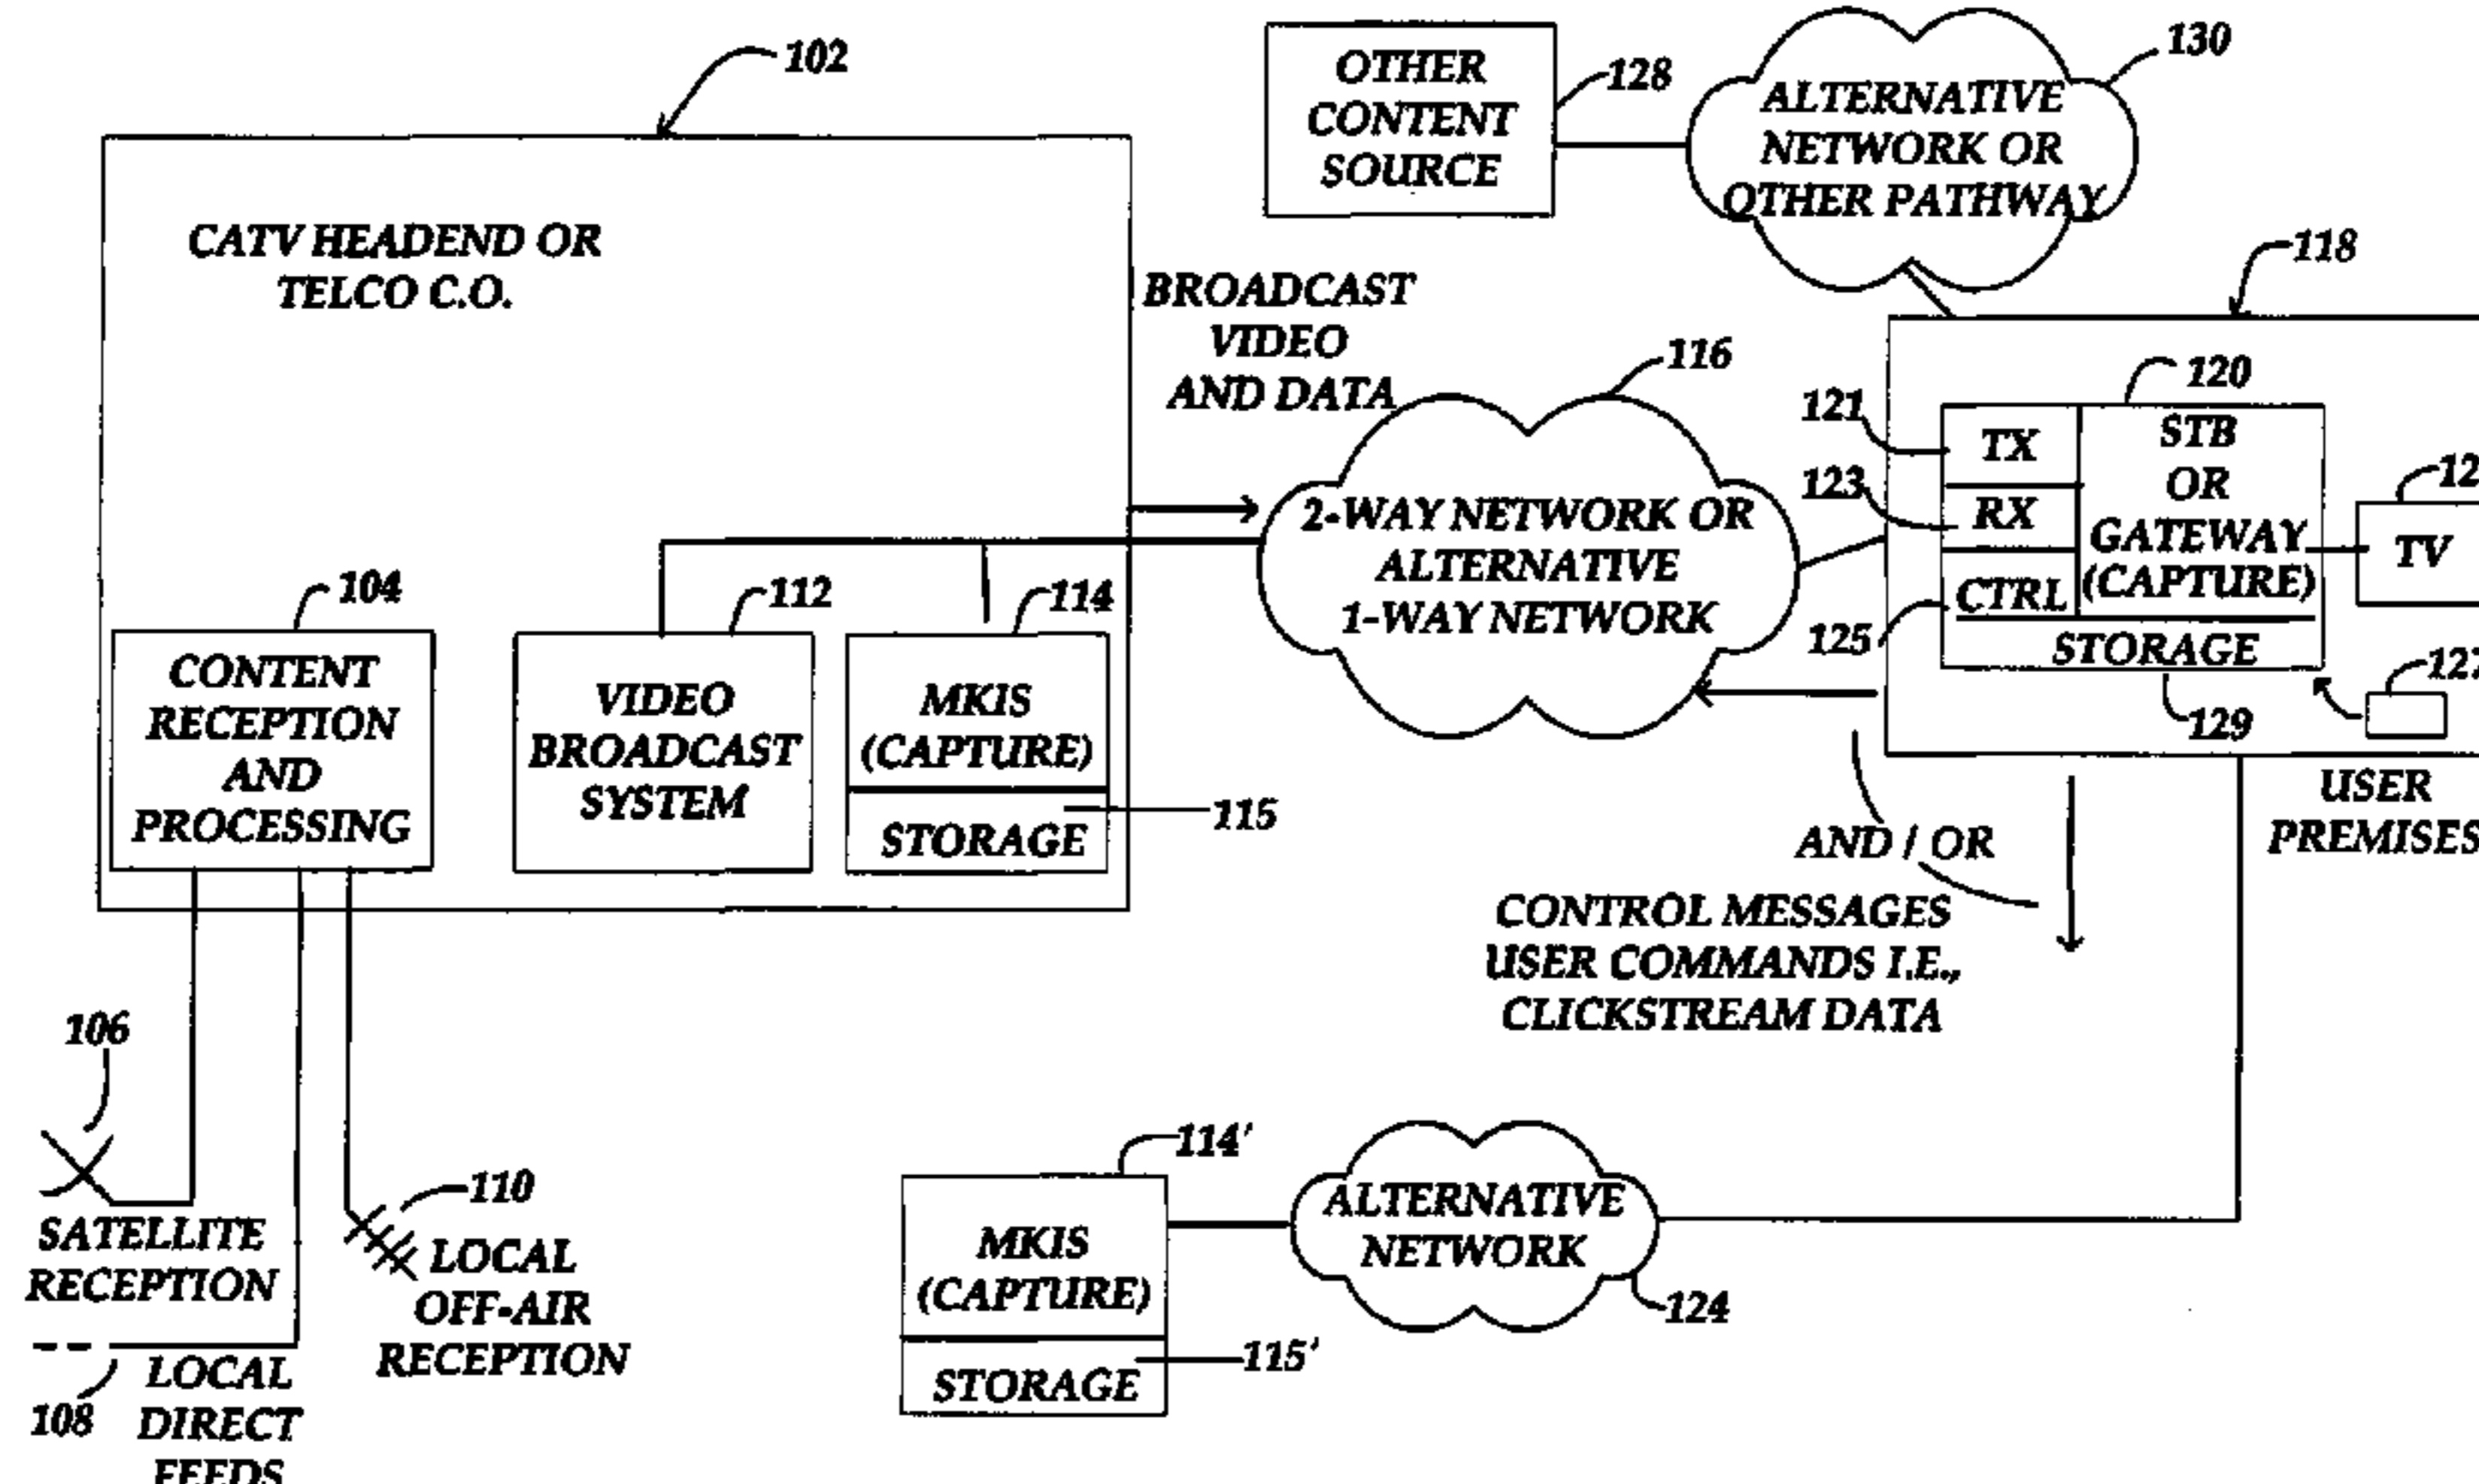 102
CATV HEADEND OR
TELCO C.O.
104
CONTENT
RECEPTION
AND
PROCESSING
112
VIDEO
BROADCAST
SYSTEM
114
MKIS
(CAPTURE)
STORAGE
115
106
SATELLITE
RECEPTION
108
LOCAL
DIRECT
FEEDS
110
LOCAL
OFF-AIR
RECEPTION
OTHER
CONTENT
SOURCE
128
ALTERNATIVE
NETWORK OR
OTHER PATHWAY
130
BROADCAST
VIDEO
AND DATA
116
2-WAY NETWORK OR
ALTERNATIVE
1-WAY NETWORK
118
120
121
TX
123
RX
125
CTRL
STB
OR
GATEWAY
(CAPTURE)
STORAGE
129
12
TV
127
USER
PREMISES
AND / OR
CONTROL MESSAGES
USER COMMANDS I.E.,
CLICKSTREAM DATA
114'
MKIS
(CAPTURE)
STORAGE
115'
ALTERNATIVE
NETWORK
124